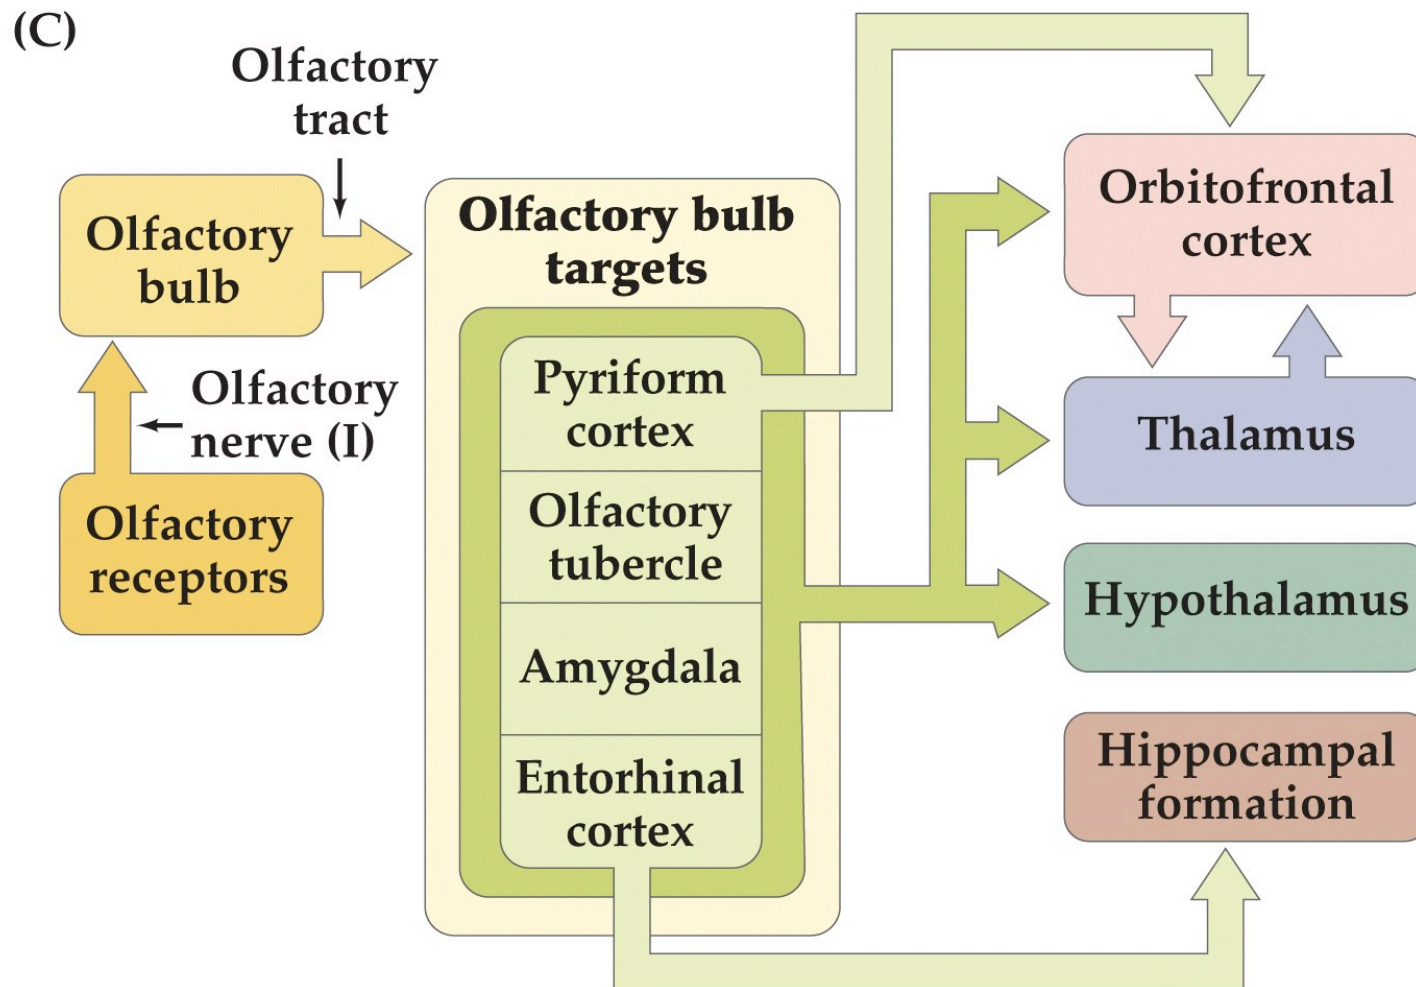 (C)
Olfactory
tract
Olfactory
bulb
Olfactory
nerve (I)
Olfactory
receptors
Olfactory bulb
targets
Pyriform
cortex
Olfactory
tubercle
Amygdala
Entorhinal
cortex
Orbitofrontal
cortex
Thalamus
Hypothalamus
Hippocampal
formation